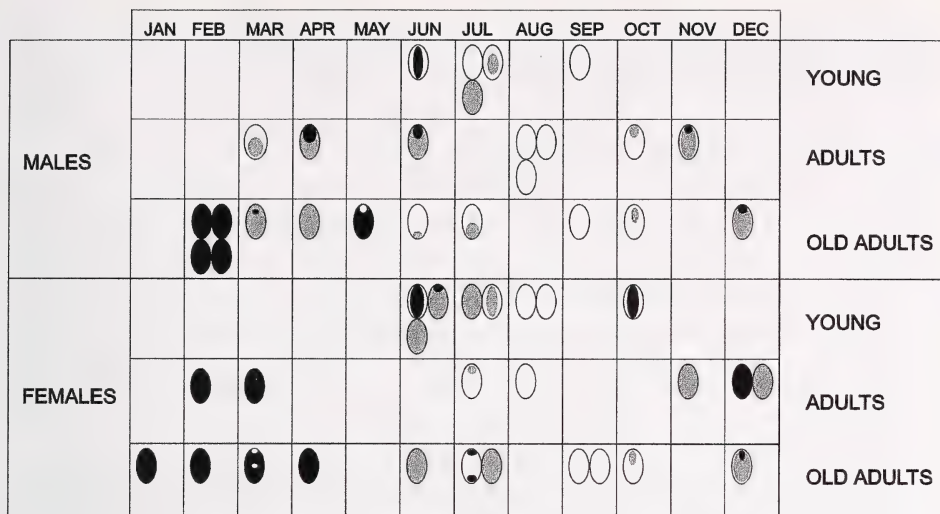 JAN FEB MAR APR MAY JUN JUL AUG SEP OCT NOV DEC
YOUNG
MALES
ADULTS
OLD ADULTS
YOUNG
FEMALES
ADULTS
OLD ADULTS